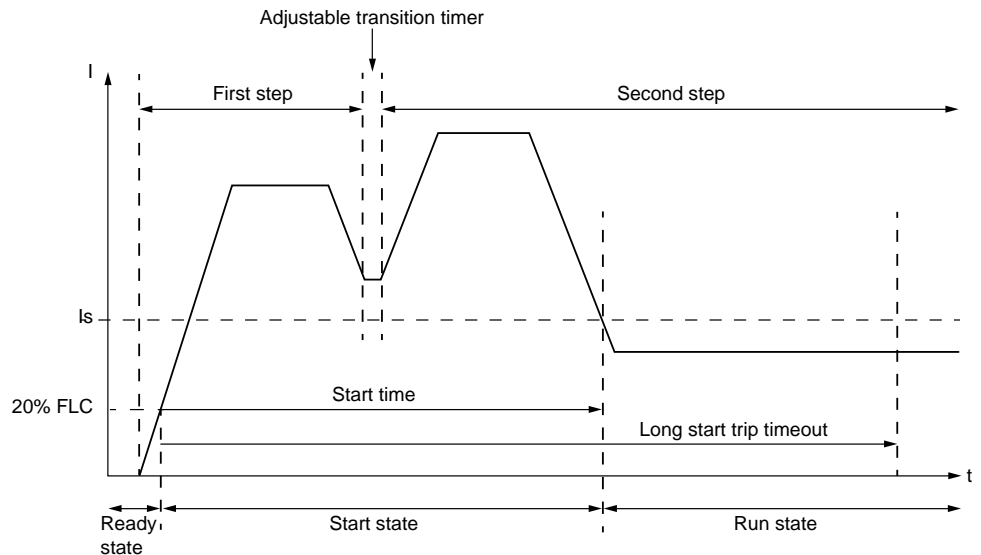 Adjustable transition timer
I
First step
Second step
Is
20% FLC
Start time
Long start trip timeout
t
Ready
state
Start state
Run state